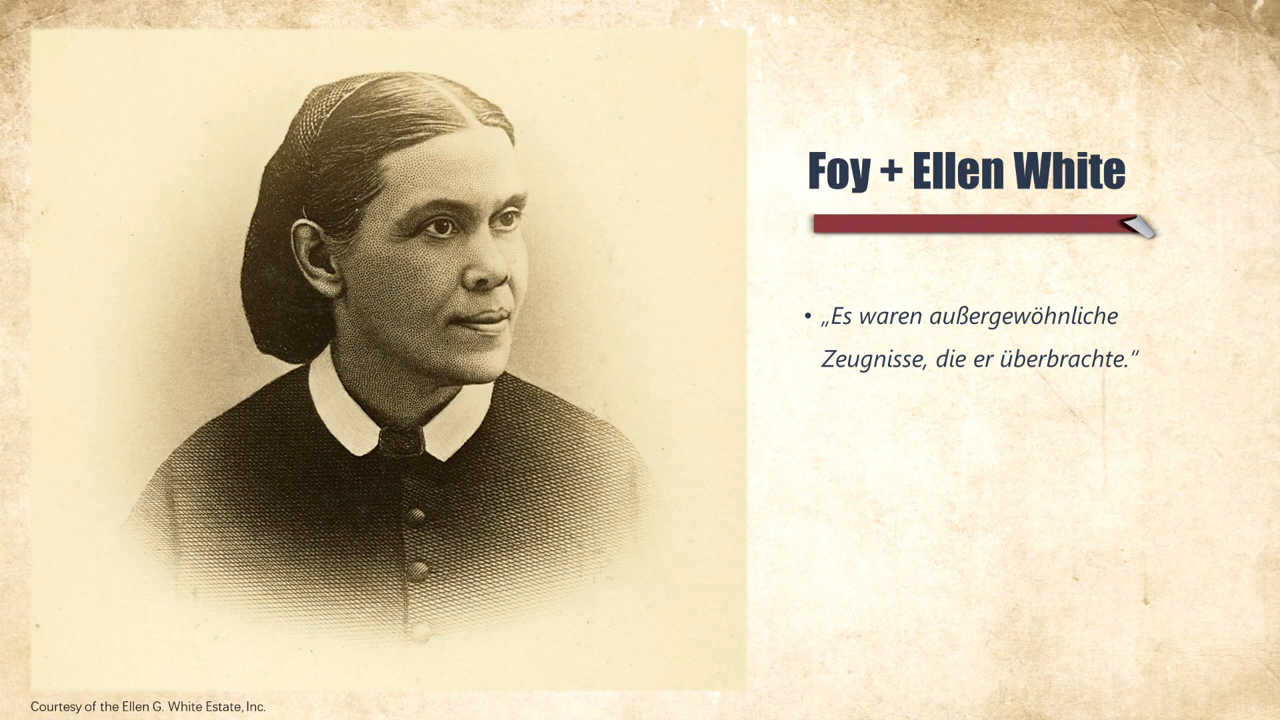 Foy + Ellen White
• „Es waren außergewöhnliche
Zeugnisse, die er überbrachte.“
Courtesy of the Ellen G. White Estate, Inc.